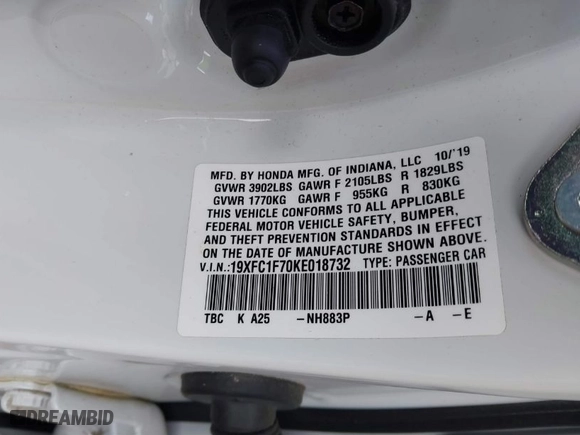 MFD. BY HONDA MFG. OF INDIANA, LLC 10/'19
GVWR 3902LBS GAWR F 2105LBS R 1829LBS
GVWR 1770KG GAWR F 955KG R 830KG
THIS VEHICLE CONFORMS TO ALL APPLICABLE
FEDERAL MOTOR VEHICLE SAFETY, BUMPER,
AND THEFT PREVENTION STANDARDS IN EFFECT
ON THE DATE OF MANUFACTURE SHOWN ABOVE.
V.I.N.:19XFC1F70KE018732 TYPE: PASSENGER CAR
TBC K A25 -NH883P -A -E
DREAMBID